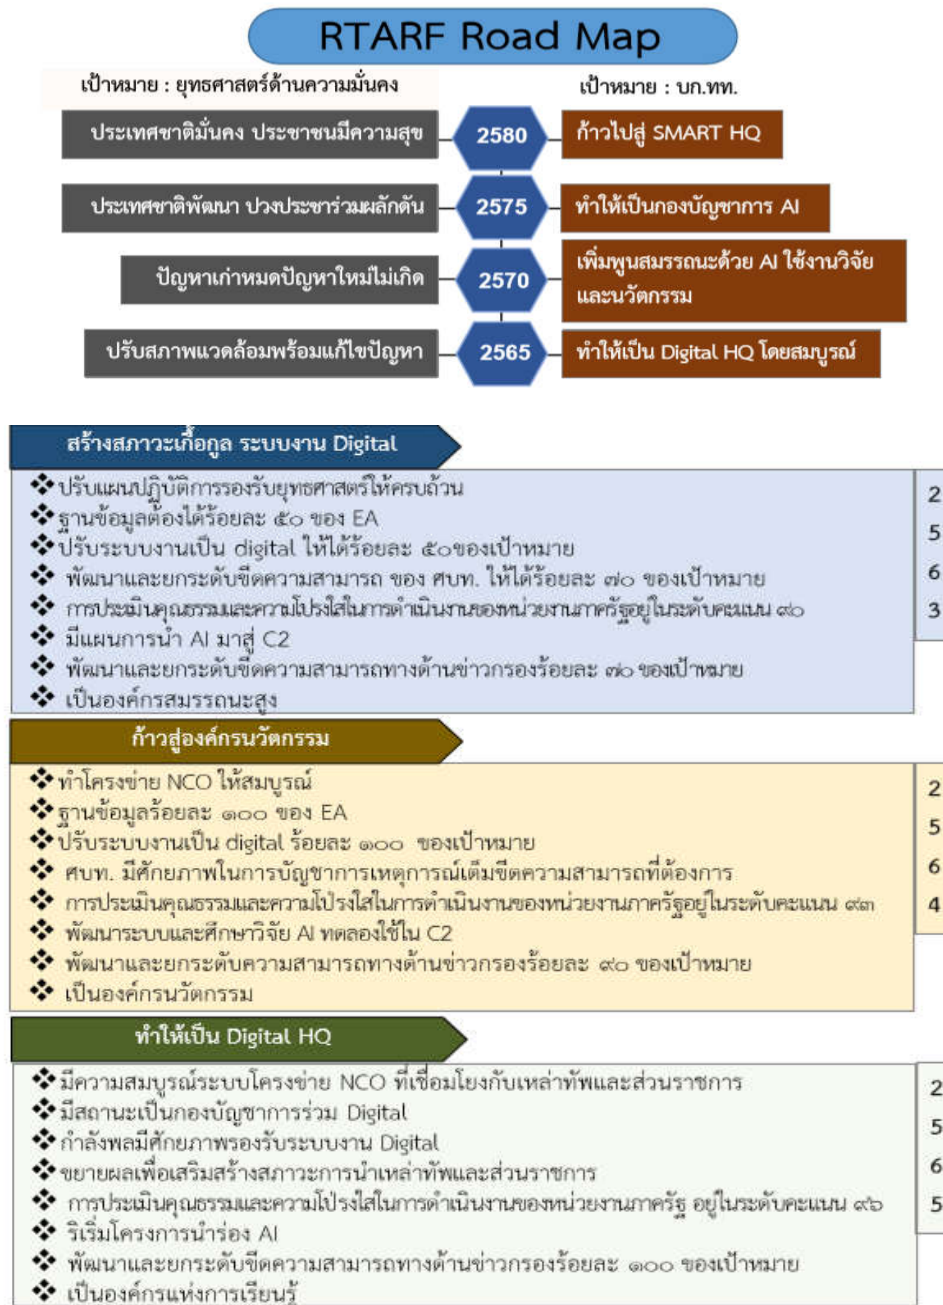 RTARF Road Map
เป้าหมาย : ยุทธศาสตร์ด้านความมั่นคง
เป้าหมาย : บก.ทท.
ประเทศชาติมั่นคง ประชาชนมีความสุข
2580
ก้าวไปสู่ SMART HQ
ประเทศชาติพัฒนา ปวงประชาร่วมผลักดัน
2575
ทำให้เป็นกองบัญชาการ AI
ปัญหาเก่าหมดปัญหาใหม่ไม่เกิด
2570
เพิ่มพูนสมรรถนะด้วย AI ใช้งานวิจัย
และนวัตกรรม
ปรับสภาพแวดล้อมพร้อมแก้ไขปัญหา
2565
ทำให้เป็น Digital HQ โดยสมบูรณ์
สร้างสภาวะเกื้อกูล ระบบงาน Digital
❖ ปรับแผนปฏิบัติการรองรับยุทธศาสตร์ให้ครบถ้วน
❖ ฐานข้อมูลต้องได้ร้อยละ ๕๐ ของ EA
❖ ปรับระบบงานเป็น digital ให้ได้ร้อยละ ๕๐ของเป้าหมาย
❖ พัฒนาและยกระดับขีดความสามารถ ของ ศบท. ให้ได้ร้อยละ ๗๐ ของเป้าหมาย
❖ การประเมินคุณธรรมและความโปร่งใสในการดำเนินงานของหน่วยงานภาครัฐอยู่ในระดับคะแนน ๙๐
❖ มีแผนการนำ AI มาสู่ C2
❖ พัฒนาและยกระดับขีดความสามารถทางด้านข่าวกรองร้อยละ ๗๐ ของเป้าหมาย
❖ เป็นองค์กรสมรรถนะสูง
2
5
6
3
ก้าวสู่องค์กรนวัตกรรม
❖ ทำโครงข่าย NCO ให้สมบูรณ์
❖ ฐานข้อมูลร้อยละ ๑๐๐ ของ EA
❖ ปรับระบบงานเป็น digital ร้อยละ ๑๐๐ ของเป้าหมาย
❖ ศบท. มีศักยภาพในการบัญชาการเหตุการณ์เต็มขีดความสามารถที่ต้องการ
❖ การประเมินคุณธรรมและความโปร่งใสในการดำเนินงานของหน่วยงานภาครัฐอยู่ในระดับคะแนน ๙๓
❖ พัฒนาระบบและศึกษาวิจัย AI ทดลองใช้ใน C2
❖ พัฒนาและยกระดับความสามารถทางด้านข่าวกรองร้อยละ ๙๐ ของเป้าหมาย
❖ เป็นองค์กรนวัตกรรม
2
5
6
4
ทำให้เป็น Digital HQ
❖ มีความสมบูรณ์ระบบโครงข่าย NCO ที่เชื่อมโยงกับเหล่าทัพและส่วนราชการ
❖ มีสถานะเป็นกองบัญชาการร่วม Digital
❖ กำลังพลมีศักยภาพรองรับระบบงาน Digital
❖ ขยายผลเพื่อเสริมสร้างสภาวะการนำเหล่าทัพและส่วนราชการ
❖ การประเมินคุณธรรมและความโปร่งใสในการดำเนินงานของหน่วยงานภาครัฐ อยู่ในระดับคะแนน ๙๖
❖ ริเริ่มโครงการนำร่อง AI
❖ พัฒนาและยกระดับขีดความสามารถทางด้านข่าวกรองร้อยละ ๑๐๐ ของเป้าหมาย
❖ เป็นองค์กรแห่งการเรียนรู้
2
5
6
5